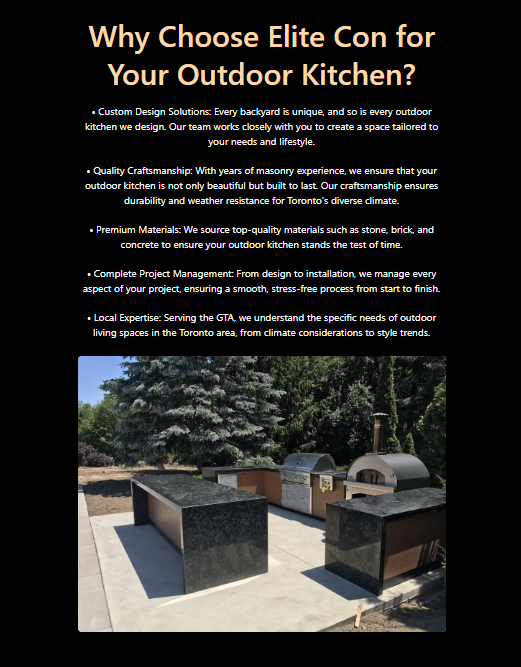 Why Choose Elite Con for
Your Outdoor Kitchen?
• Custom Design Solutions: Every backyard is unique, and so is every outdoor
kitchen we design. Our team works closely with you to create a space tailored to
your needs and lifestyle.
• Quality Craftsmanship: With years of masonry experience, we ensure that your
outdoor kitchen is not only beautiful but built to last. Our craftsmanship ensures
durability and weather resistance for Toronto’s diverse climate.
• Premium Materials: We source top-quality materials such as stone, brick, and
concrete to ensure your outdoor kitchen stands the test of time.
• Complete Project Management: From design to installation, we manage every
aspect of your project, ensuring a smooth, stress-free process from start to finish.
• Local Expertise: Serving the GTA, we understand the specific needs of outdoor
living spaces in the Toronto area, from climate considerations to style trends.